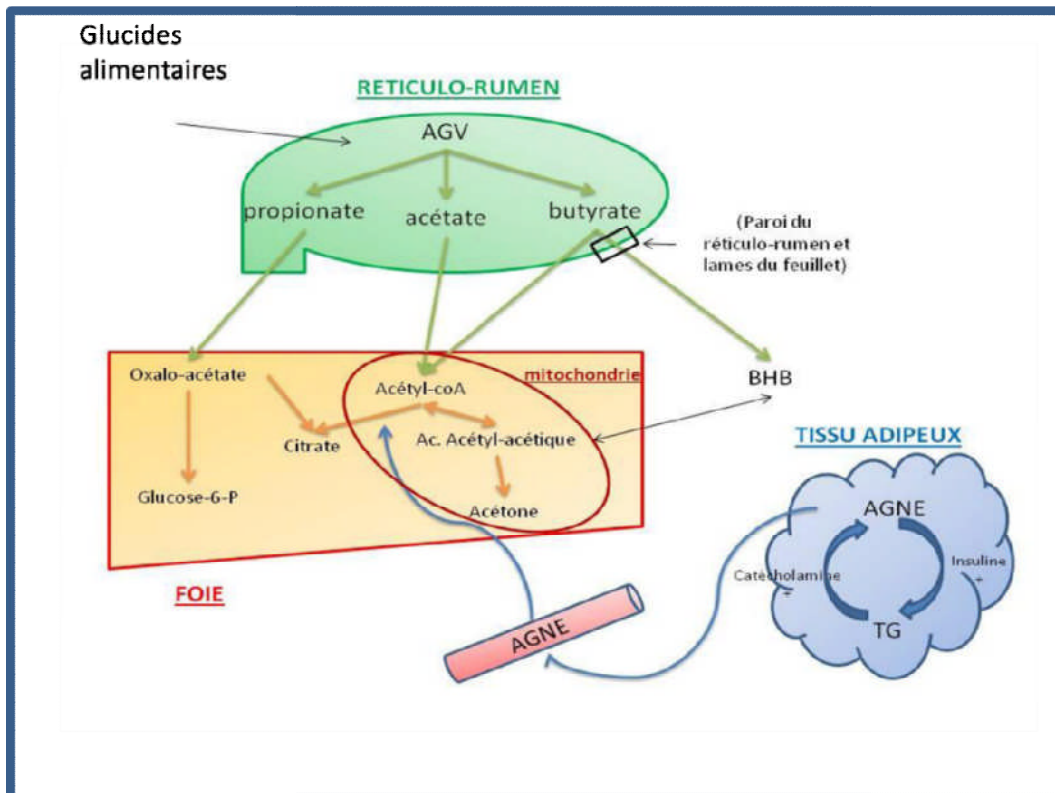 Glucides
alimentaires
RETICULO-RUMEN
AGV
propionate
acétate
butyrate
(Paroi du
réticulo-rumen et
lames du feuillet)
Oxalo-acétate
Acétyl-coA
mitochondrie
BHB
Citrate
Ac. Acétyl-acétique
TISSU ADIPEUX
Glucose-6-P
Acétone
AGNE
Catécholamine
+
Insuline
+
TG
FOIE
AGNE